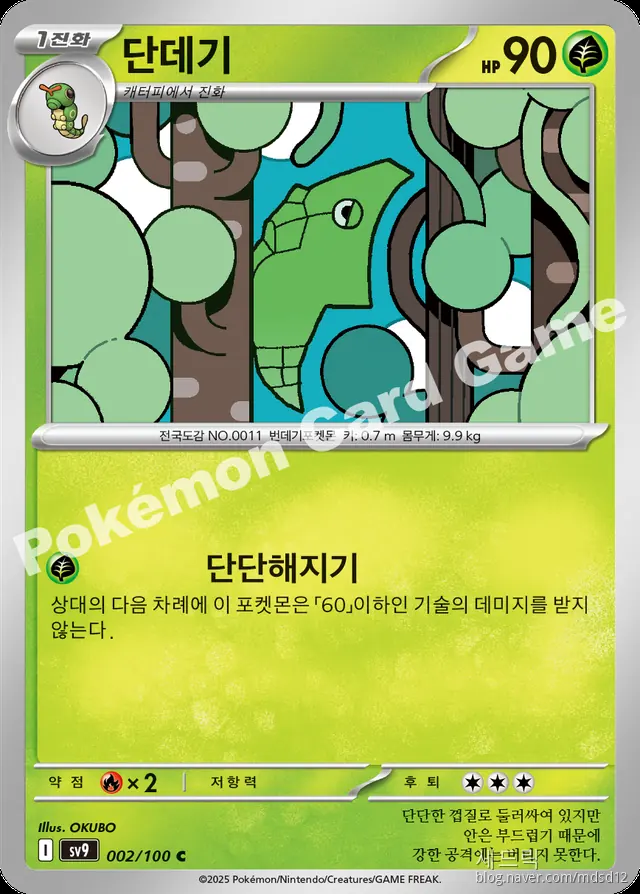 1진화
단데기
HP 90
캐터피에서 진화
전국도감 NO.0011 번데기포켓몬 키: 0.7 m 몸무게: 9.9 kg
Pokémon Card Game
단단해지기
상대의 다음 차례에 이 포켓몬은 「60」이하인 기술의 데미지를 받지
않는다.
약점 ×2 저항력 후퇴
단단한 껍질로 둘러싸여 있지만
안은 부드럽기 때문에
강한 공격에는 버티지 못한다.
Illus. OKUBO
I sv9 002/100 C
©2025 Pokémon/Nintendo/Creatures/GAME FREAK.
blog.naver.com/mdsd12